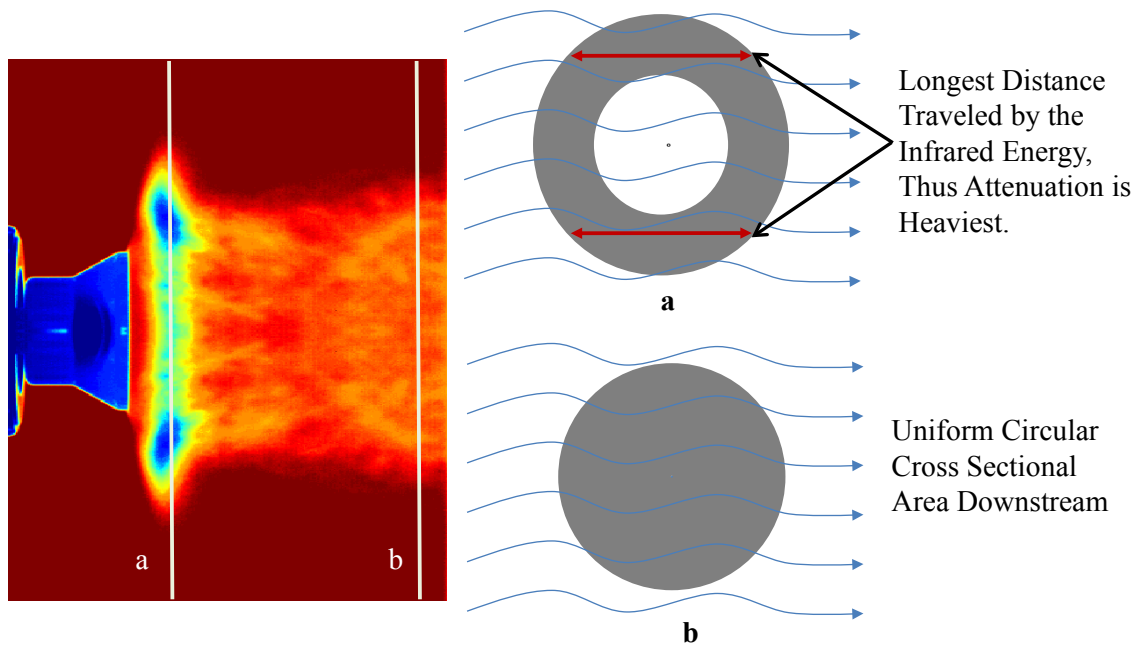 a
b
Longest Distance
Traveled by the
Infrared Energy,
Thus Attenuation is
Heaviest.
a
Uniform Circular
Cross Sectional
Area Downstream
b